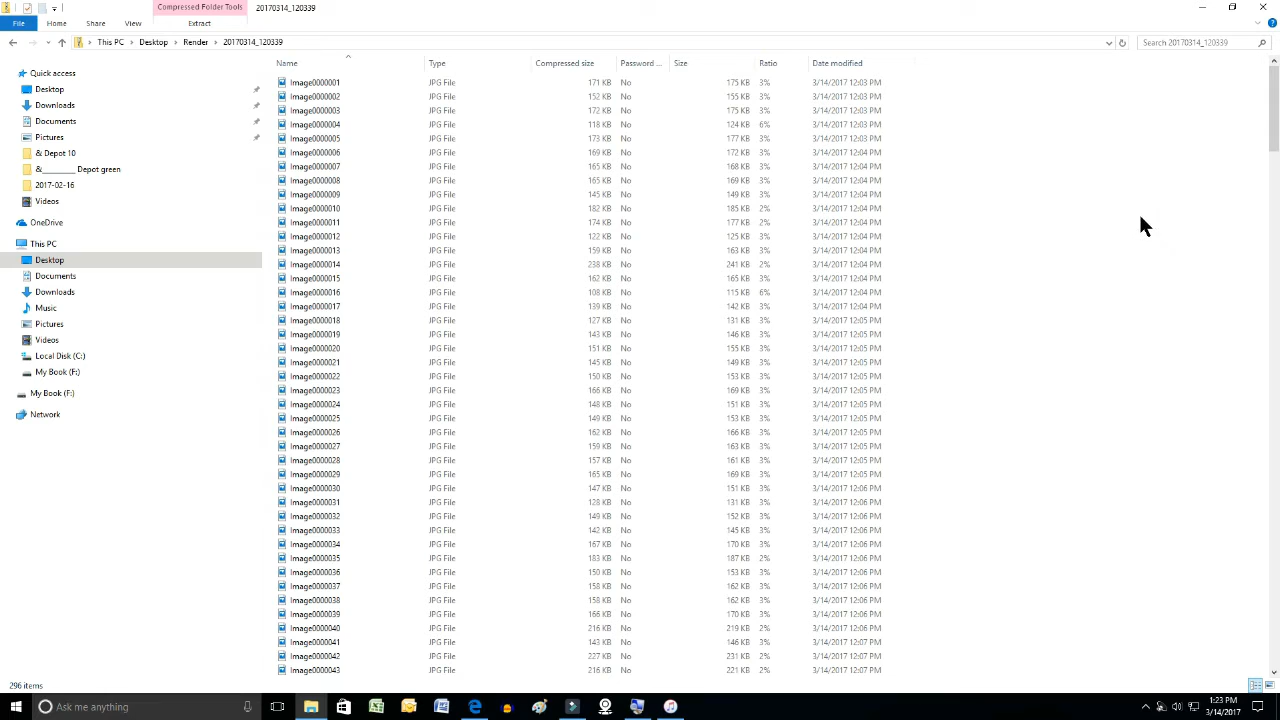 Compressed Folder Tools
20170314_120339
File
Home
Share
View
Extract
This PC
Desktop
Render
20170314_120339
Search 20170314_120339
Name
Type
Compressed size
Password ...
Size
Ratio
Date modified
Quick access
Desktop
Downloads
Documents
Pictures
& Depot 10
&________ Depot green
2017-02-16
Videos
OneDrive
This PC
Desktop
Documents
Downloads
Music
Pictures
Videos
Local Disk (C:)
My Book (F:)
My Book (F:)
Network
Image0000001 JPG File 171 KB No 175 KB 3% 3/14/2017 12:03 PM
Image0000002 JPG File 152 KB No 155 KB 3% 3/14/2017 12:03 PM
Image0000003 JPG File 172 KB No 175 KB 3% 3/14/2017 12:03 PM
Image0000004 JPG File 118 KB No 124 KB 6% 3/14/2017 12:03 PM
Image0000005 JPG File 173 KB No 177 KB 3% 3/14/2017 12:03 PM
Image0000006 JPG File 169 KB No 172 KB 3% 3/14/2017 12:04 PM
Image0000007 JPG File 165 KB No 168 KB 3% 3/14/2017 12:04 PM
Image0000008 JPG File 165 KB No 169 KB 3% 3/14/2017 12:04 PM
Image0000009 JPG File 145 KB No 149 KB 3% 3/14/2017 12:04 PM
Image0000010 JPG File 182 KB No 185 KB 2% 3/14/2017 12:04 PM
Image0000011 JPG File 174 KB No 177 KB 2% 3/14/2017 12:04 PM
Image0000012 JPG File 122 KB No 125 KB 3% 3/14/2017 12:04 PM
Image0000013 JPG File 159 KB No 163 KB 3% 3/14/2017 12:04 PM
Image0000014 JPG File 238 KB No 241 KB 2% 3/14/2017 12:04 PM
Image0000015 JPG File 162 KB No 165 KB 3% 3/14/2017 12:04 PM
Image0000016 JPG File 108 KB No 115 KB 6% 3/14/2017 12:04 PM
Image0000017 JPG File 139 KB No 142 KB 3% 3/14/2017 12:04 PM
Image0000018 JPG File 127 KB No 131 KB 3% 3/14/2017 12:05 PM
Image0000019 JPG File 143 KB No 146 KB 3% 3/14/2017 12:05 PM
Image0000020 JPG File 151 KB No 155 KB 3% 3/14/2017 12:05 PM
Image0000021 JPG File 145 KB No 149 KB 3% 3/14/2017 12:05 PM
Image0000022 JPG File 150 KB No 153 KB 3% 3/14/2017 12:05 PM
Image0000023 JPG File 166 KB No 169 KB 3% 3/14/2017 12:05 PM
Image0000024 JPG File 148 KB No 151 KB 3% 3/14/2017 12:05 PM
Image0000025 JPG File 149 KB No 153 KB 3% 3/14/2017 12:05 PM
Image0000026 JPG File 162 KB No 166 KB 3% 3/14/2017 12:05 PM
Image0000027 JPG File 159 KB No 163 KB 3% 3/14/2017 12:05 PM
Image0000028 JPG File 157 KB No 161 KB 3% 3/14/2017 12:05 PM
Image0000029 JPG File 165 KB No 169 KB 3% 3/14/2017 12:05 PM
Image0000030 JPG File 147 KB No 151 KB 3% 3/14/2017 12:06 PM
Image0000031 JPG File 128 KB No 131 KB 3% 3/14/2017 12:06 PM
Image0000032 JPG File 149 KB No 152 KB 3% 3/14/2017 12:06 PM
Image0000033 JPG File 142 KB No 145 KB 3% 3/14/2017 12:06 PM
Image0000034 JPG File 167 KB No 170 KB 3% 3/14/2017 12:06 PM
Image0000035 JPG File 183 KB No 187 KB 2% 3/14/2017 12:06 PM
Image0000036 JPG File 150 KB No 153 KB 3% 3/14/2017 12:06 PM
Image0000037 JPG File 158 KB No 162 KB 3% 3/14/2017 12:06 PM
Image0000038 JPG File 158 KB No 162 KB 3% 3/14/2017 12:06 PM
Image0000039 JPG File 166 KB No 170 KB 3% 3/14/2017 12:06 PM
Image0000040 JPG File 216 KB No 219 KB 2% 3/14/2017 12:06 PM
Image0000041 JPG File 143 KB No 146 KB 3% 3/14/2017 12:07 PM
Image0000042 JPG File 227 KB No 231 KB 2% 3/14/2017 12:07 PM
Image0000043 JPG File 216 KB No 221 KB 2% 3/14/2017 12:07 PM
296 items
Ask me anything
1:23 PM
3/14/2017